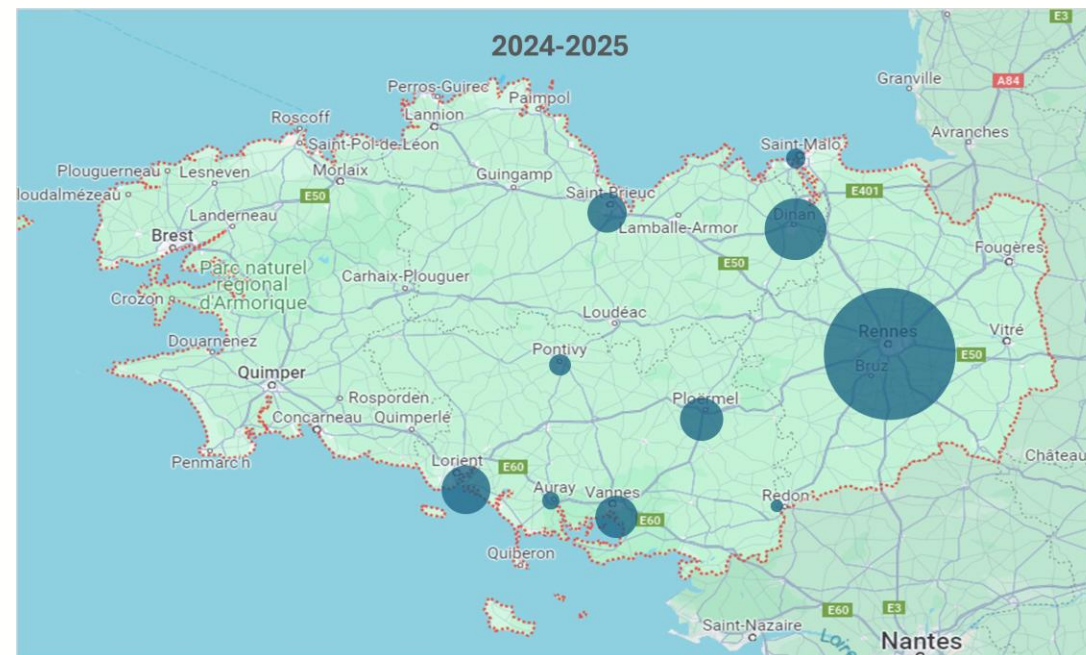 2024-2025
E3
Granville
A84
Perros-Guirec
Paimpol
Lannion
Roscoff
Saint-Pol-de-Léon
Avranches
Saint-Malo
Plouguerneau
Lesneven
Morlaix
Guingamp
loudalmézeau
E50
Saint-Brieuc
E401
Landerneau
Lamballe-Armor
Dinan
Brest
Fougères
E50
Parc naturel
régional
d'Armorique
Carhaix-Plouguer
Crozon
Loudéac
Rennes
Vitré
Douarnenez
Pontivy
E50
Bruz
Quimper
Rosporden
Ploërmel
Concarneau
Quimperlé
Penmarc'h
Lorient
E60
Château
Auray
Vannes
Redon
E60
Quiberon
E60
E3
Saint-Nazaire
Loire
Nantes